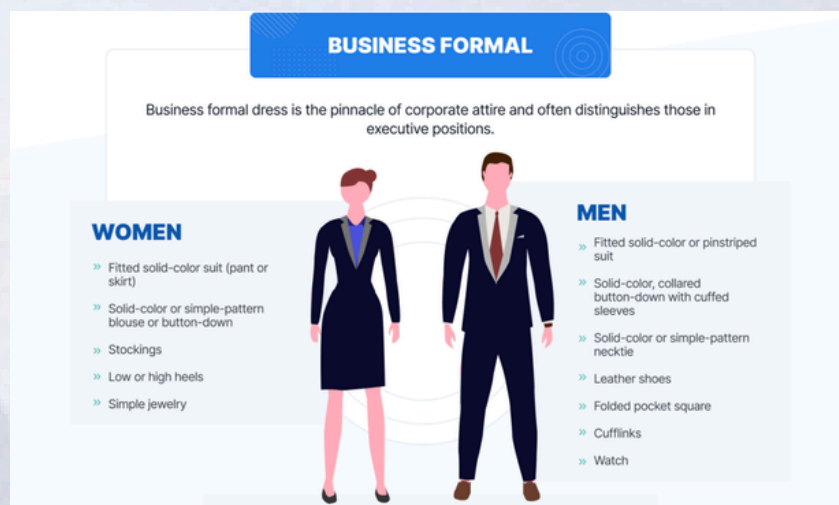 BUSINESS FORMAL
Business formal dress is the pinnacle of corporate attire and often distinguishes those in
executive positions.
WOMEN
» Fitted solid-color suit (pant or
skirt)
» Solid-color or simple-pattern
blouse or button-down
» Stockings
» Low or high heels
» Simple jewelry
MEN
» Fitted solid-color or pinstriped
suit
» Solid-color, collared
button-down with cuffed
sleeves
» Solid-color or simple-pattern
necktie
» Leather shoes
» Folded pocket square
» Cufflinks
» Watch